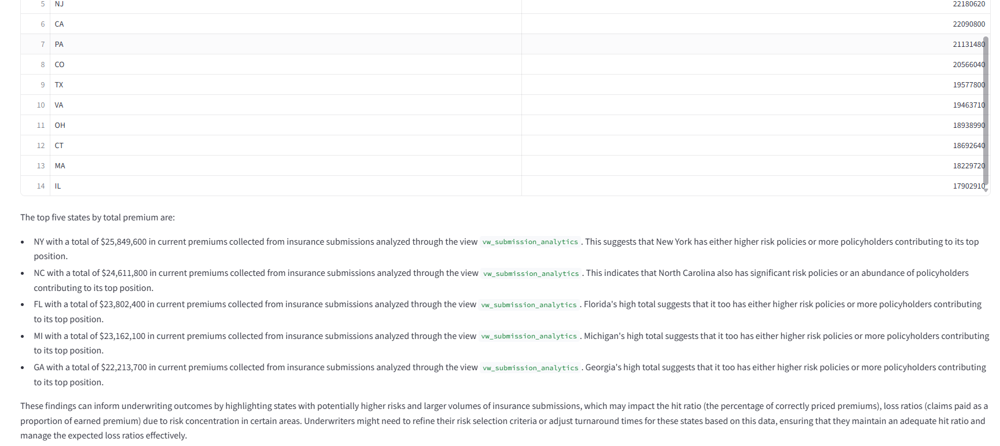 5 NJ 22180620
6 CA 22090800
7 PA 21131480
8 CO 20566040
9 TX 19577800
10 VA 19463710
11 OH 18938990
12 CT 18692640
13 MA 18229720
14 IL 17902910
The top five states by total premium are:
• NY with a total of $25,849,600 in current premiums collected from insurance submissions analyzed through the view vw_submission_analytics . This suggests that New York has either higher risk policies or more policyholders contributing to its top
position.
• NC with a total of $24,611,800 in current premiums collected from insurance submissions analyzed through the view vw_submission_analytics . This indicates that North Carolina also has significant risk policies or an abundance of policyholders
contributing to its top position.
• FL with a total of $23,802,400 in current premiums collected from insurance submissions analyzed through the view vw_submission_analytics . Florida's high total suggests that it too has either higher risk policies or more policyholders contributing
to its top position.
• MI with a total of $23,162,100 in current premiums collected from insurance submissions analyzed through the view vw_submission_analytics . Michigan's high total suggests that it too has either higher risk policies or more policyholders contributing
to its top position.
• GA with a total of $22,213,700 in current premiums collected from insurance submissions analyzed through the view vw_submission_analytics . Georgia's high total suggests that it too has either higher risk policies or more policyholders contributing
to its top position.
These findings can inform underwriting outcomes by highlighting states with potentially higher risks and larger volumes of insurance submissions, which may impact the hit ratio (the percentage of correctly priced premiums), loss ratios (claims paid as a
proportion of earned premium) due to risk concentration in certain areas. Underwriters might need to refine their risk selection criteria or adjust turnaround times for these states based on this data, ensuring that they maintain an adequate hit ratio and
manage the expected loss ratios effectively.